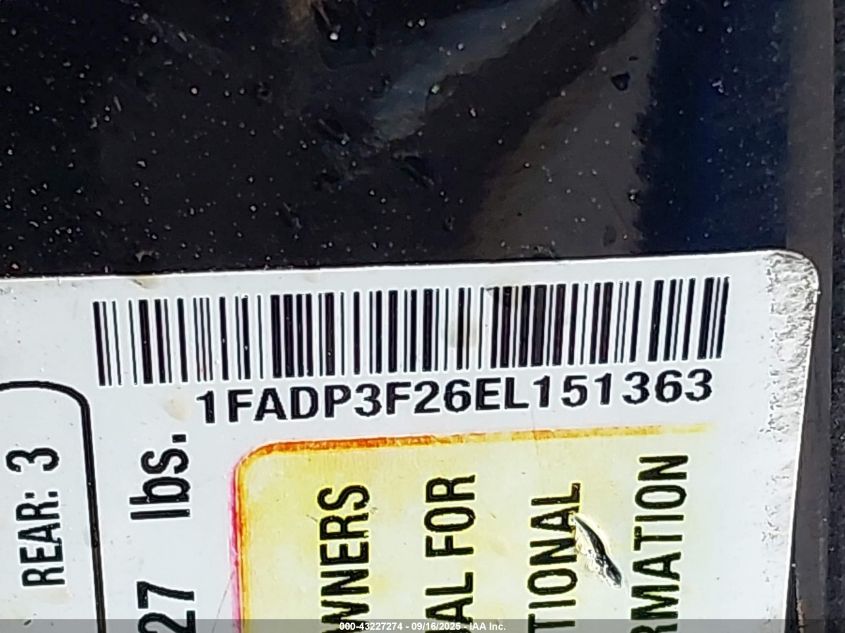 1FADP3F26EL151363
REAR: 3
27 lbs.
WNERS
AL FOR
TIONAL
RMATION
000-43227274 - 09/16/2025 - IAA Inc.